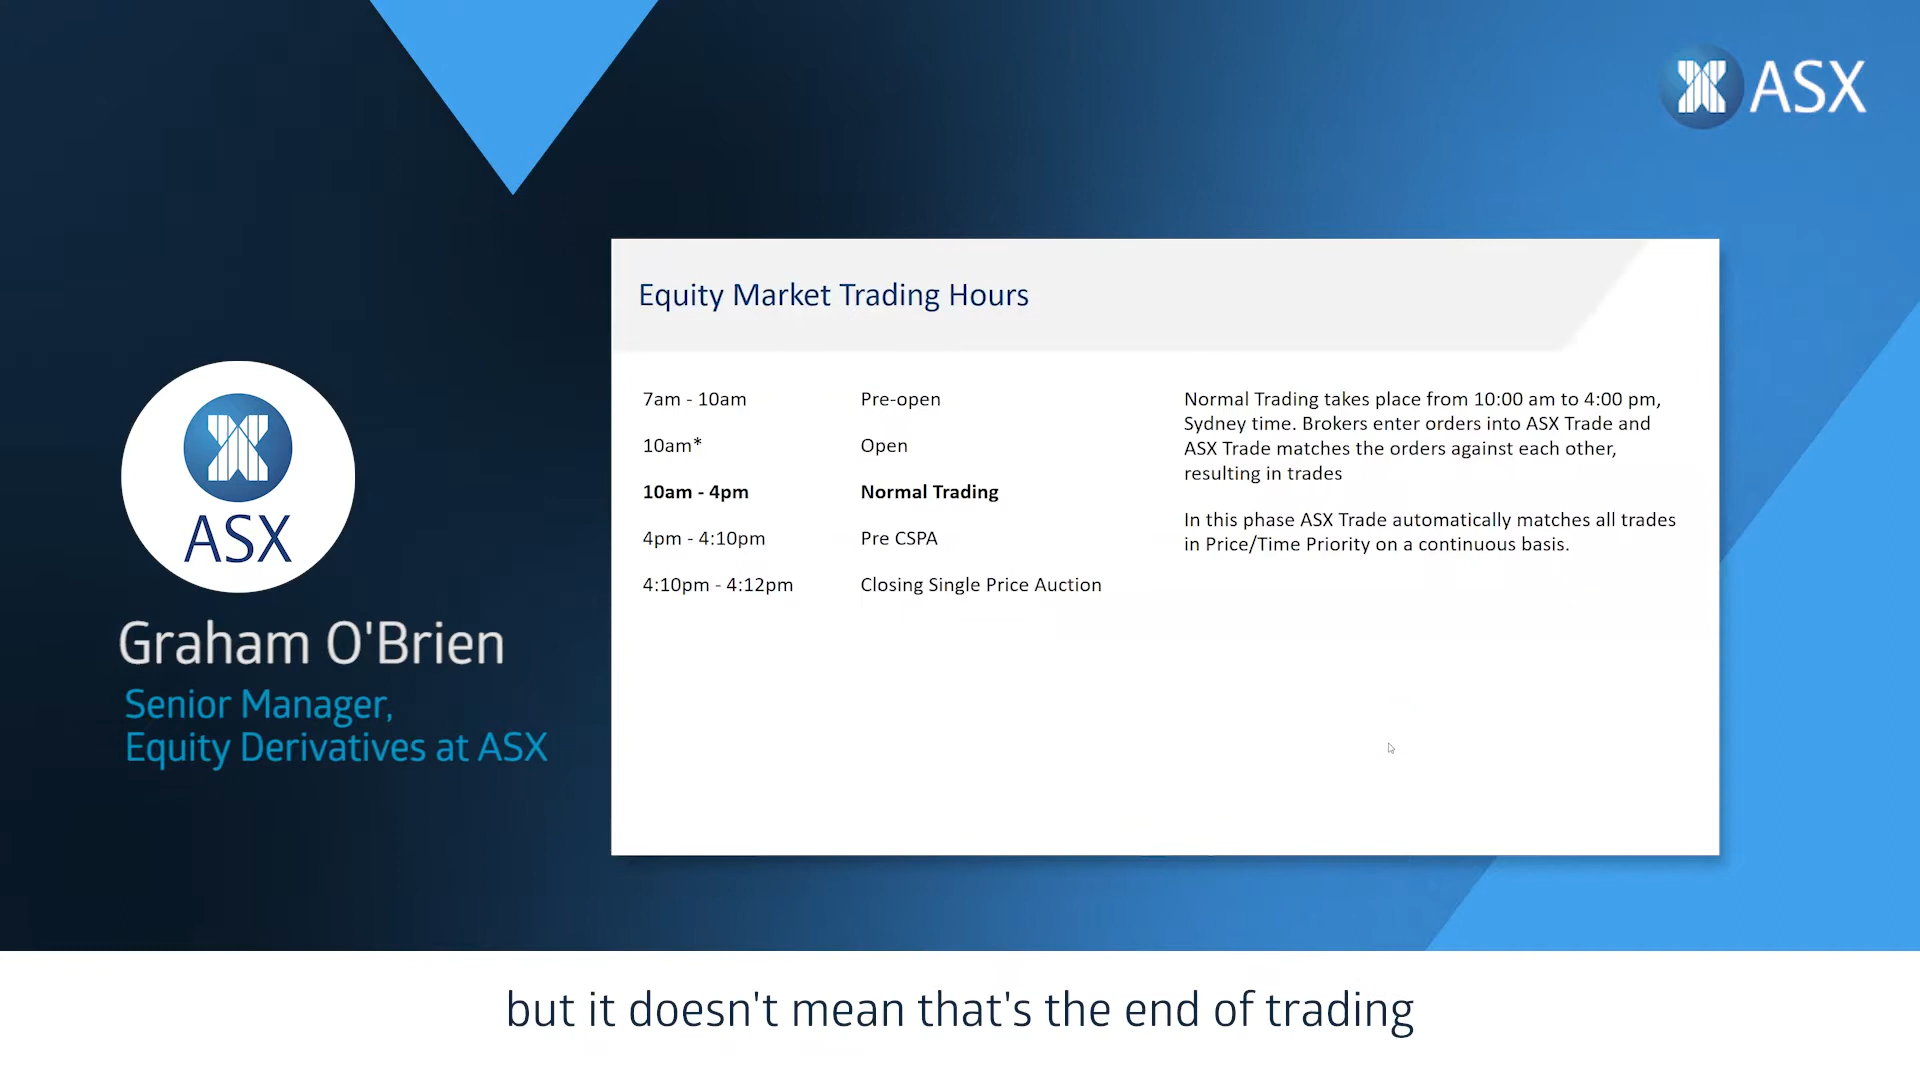 ASX
Equity Market Trading Hours
7am - 10am Pre-open
10am* Open
10am - 4pm Normal Trading
4pm - 4:10pm Pre CSPA
4:10pm - 4:12pm Closing Single Price Auction
Normal Trading takes place from 10:00 am to 4:00 pm,
Sydney time. Brokers enter orders into ASX Trade and
ASX Trade matches the orders against each other,
resulting in trades
In this phase ASX Trade automatically matches all trades
in Price/Time Priority on a continuous basis.
ASX
Graham O'Brien
Senior Manager,
Equity Derivatives at ASX
but it doesn't mean that's the end of trading